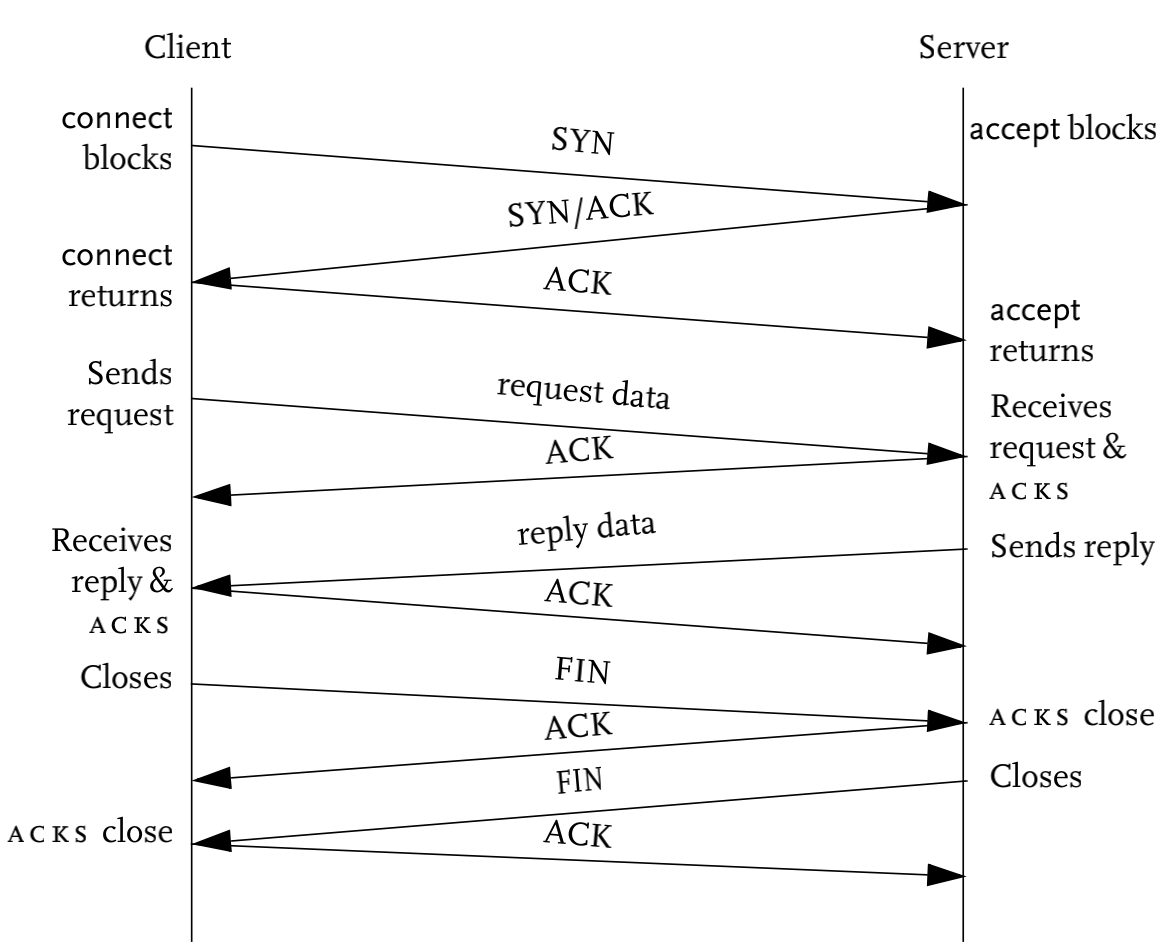 Client
Server
connect
blocks
SYN
accept blocks
SYN/ACK
connect
returns
ACK
accept
returns
Sends
request
request data
Receives
request &
ACKS
ACK
reply data
Sends reply
Receives
reply &
ACKS
ACK
Closes
FIN
ACKS close
ACK
FIN
Closes
ACKS close
ACK